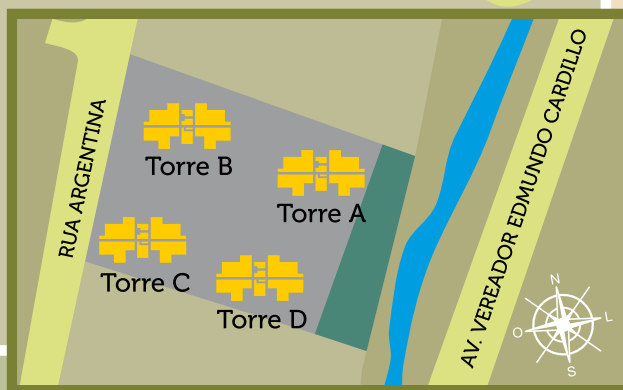 RUA ARGENTINA
Torre B
Torre A
Torre C
Torre D
AV. VEREADOR EDMUNDO CARDILLO
N
O
L
S